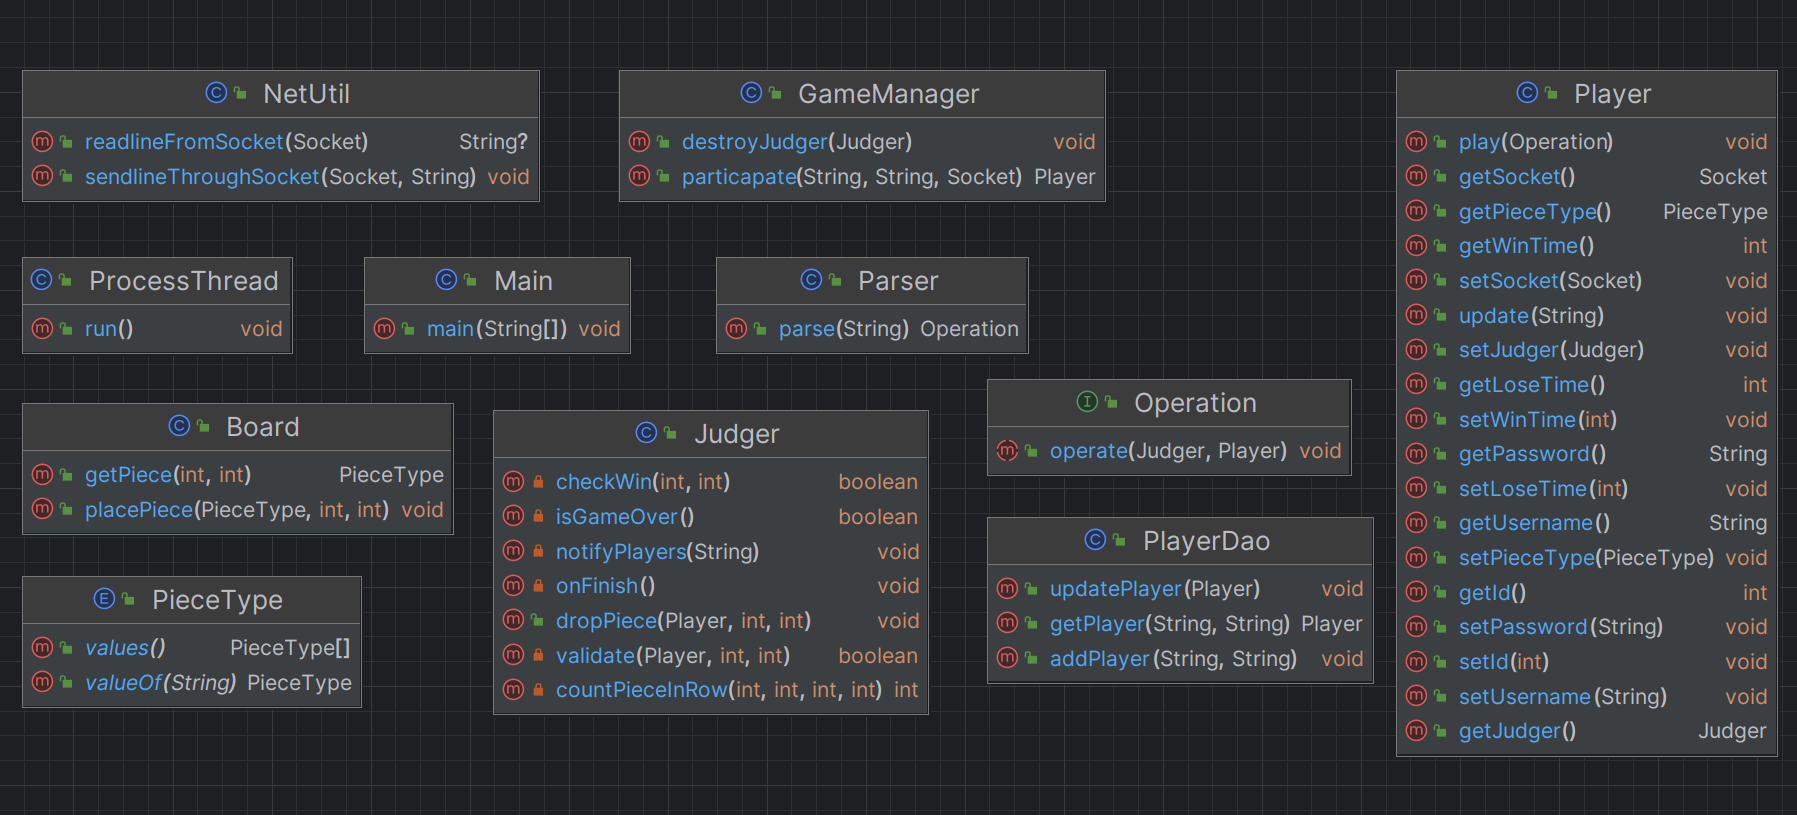 NetUtil
readlineFromSocket(Socket) String?
sendlineThroughSocket(Socket, String) void
GameManager
destroyJudger(Judger) void
particapate(String, String, Socket) Player
Player
play(Operation) void
getSocket() Socket
getPieceType() PieceType
getWinTime() int
setSocket(Socket) void
update(String) void
setJudger(Judger) void
getLoseTime() int
setWinTime(int) void
getPassword() String
setLoseTime(int) void
getUsername() String
setPieceType(PieceType) void
getId() int
setPassword(String) void
setId(int) void
setUsername(String) void
getJudger() Judger
ProcessThread
run() void
Main
main(String[]) void
Parser
parse(String) Operation
Board
getPiece(int, int) PieceType
placePiece(PieceType, int, int) void
Judger
checkWin(int, int) boolean
isGameOver() boolean
notifyPlayers(String) void
onFinish() void
dropPiece(Player, int, int) void
validate(Player, int, int) boolean
countPieceInRow(int, int, int, int) int
Operation
operate(Judger, Player) void
PlayerDao
updatePlayer(Player) void
getPlayer(String, String) Player
addPlayer(String, String) void
PieceType
values() PieceType[]
valueOf(String) PieceType